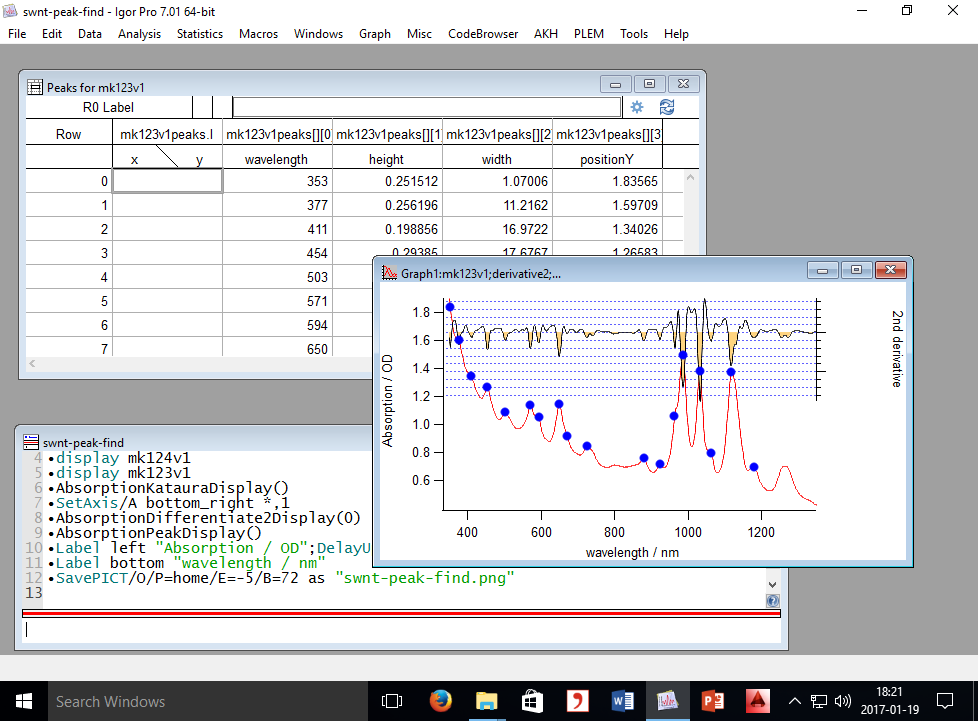 swnt-peak-find - Igor Pro 7.01 64-bit
File Edit Data Analysis Statistics Macros Windows Graph Misc CodeBrowser AKH PLEM Tools Help
Peaks for mk123v1
R0 Label
Row mk123v1peaks.l mk123v1peaks[][0 mk123v1peaks[][1 mk123v1peaks[][2 mk123v1peaks[][3
x y wavelength height width positionY
0 353 0.251512 1.07006 1.83565
1 377 0.256196 11.2162 1.59709
2 411 0.198856 16.9722 1.34026
3 454 0.29385 17.6767 1.26583
4 503
5 571
6 594
7 650
Graph1:mk123v1;derivative2;...
1.8
1.6
1.4
1.2
1.0
0.8
0.6
Absorption / OD
2nd derivative
400 600 800 1000 1200
wavelength / nm
swnt-peak-find
4 •display mk124v1
5 •display mk123v1
6 •AbsorptionKatauraDisplay()
7 •SetAxis/A bottom_right *,1
8 •AbsorptionDifferentiate2Display(0)
9 •AbsorptionPeakDisplay()
10 •Label left "Absorption / OD";DelayU
11 •Label bottom "wavelength / nm"
12 •SavePICT/O/P=home/E=-5/B=72 as "swnt-peak-find.png"
13
Search Windows
18:21
2017-01-19